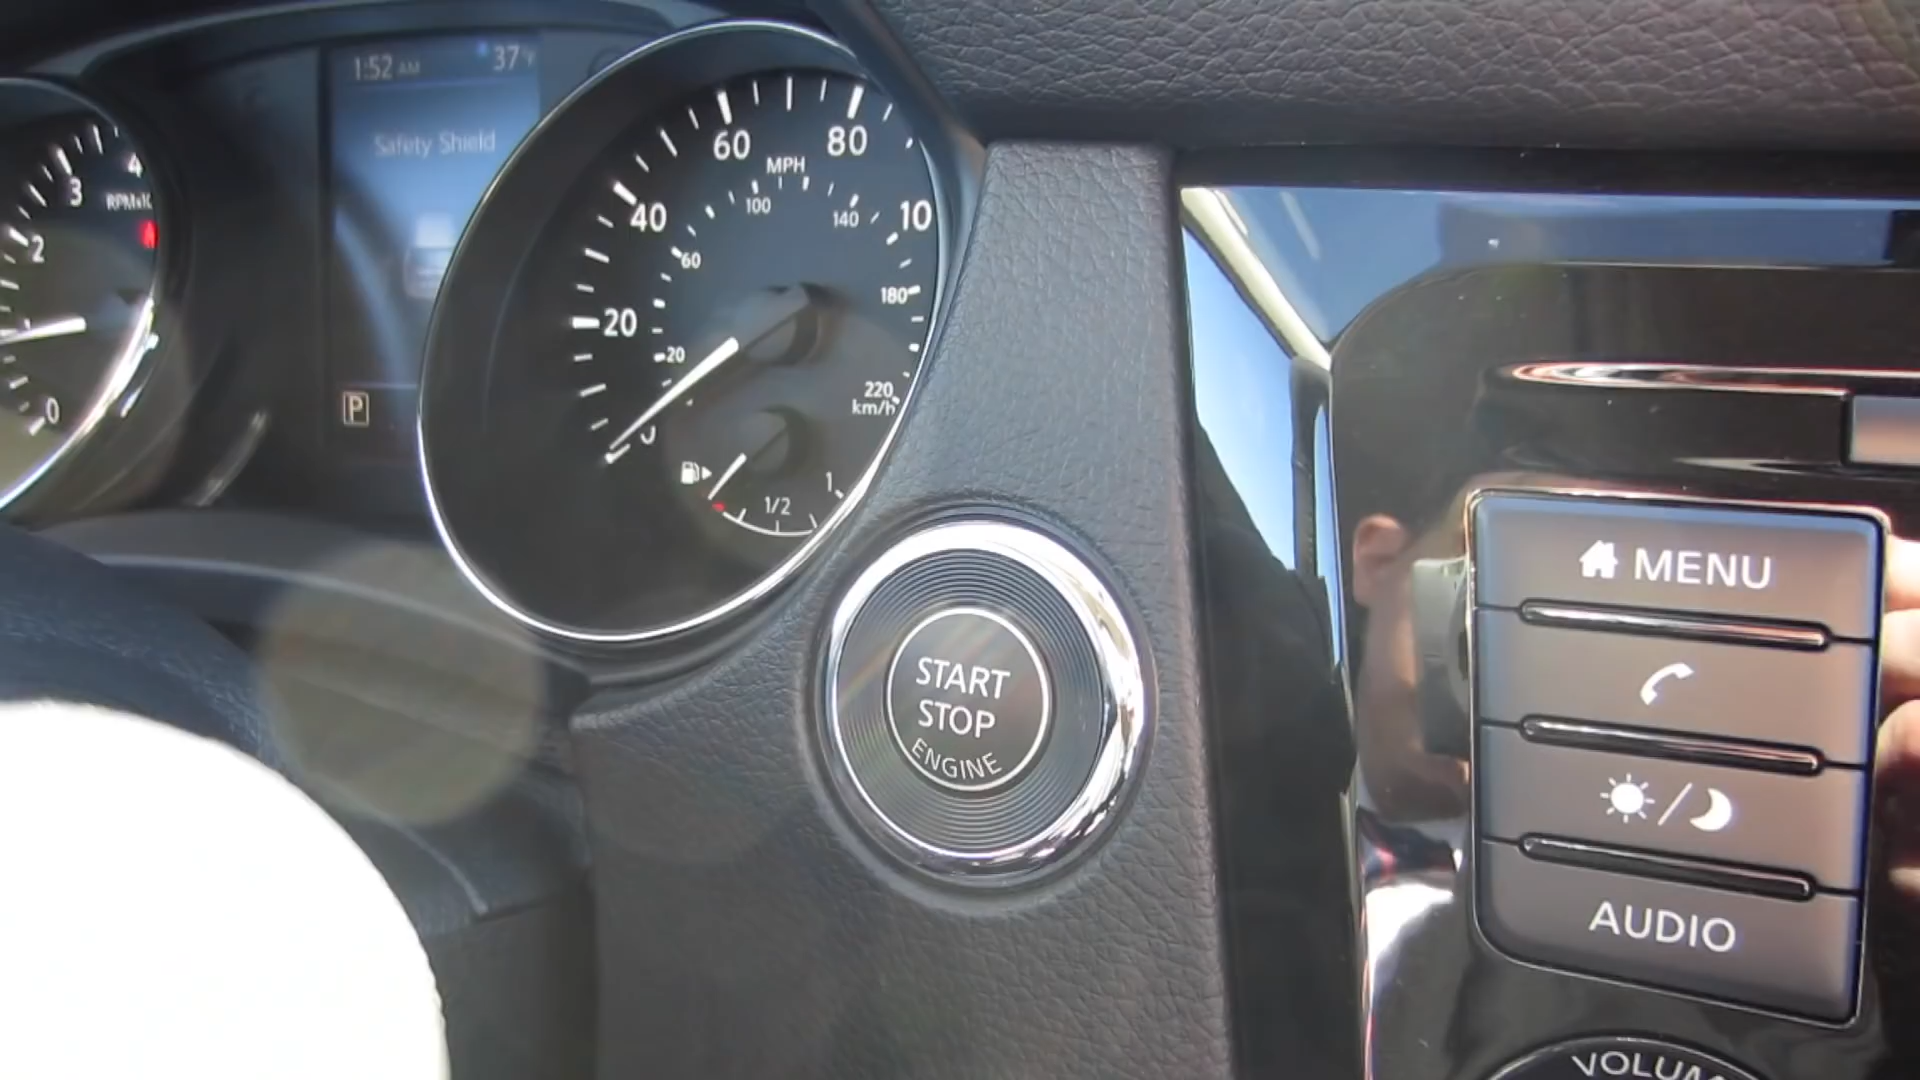 1:52 AM
37°F
Safety Shield
4
3
2
0
RPM
P
60
80
MPH
40
100
140
10
60
180
20
20
220
km/h
1/2
1
START
STOP
ENGINE
MENU
AUDIO